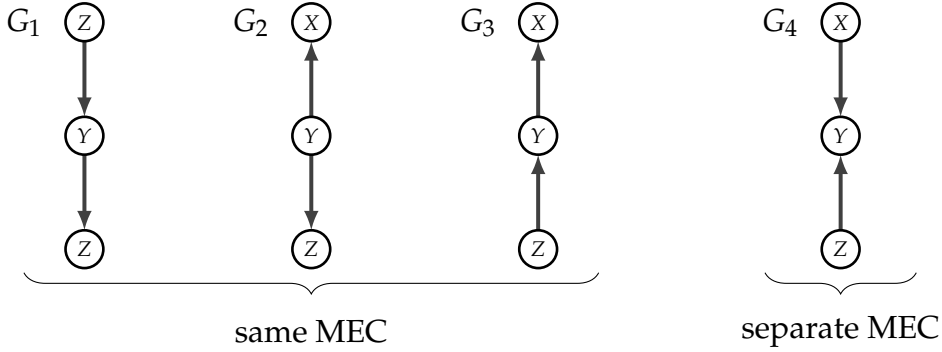 G1 Z G2 X G3 X G4 X
Y Y Y Y
Z Z Z Z
same MEC separate MEC